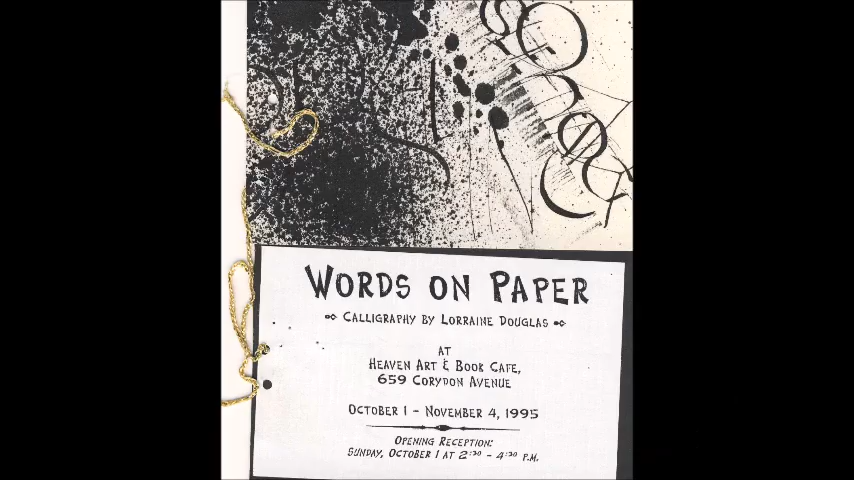 WORDS ON PAPER
CALLIGRAPHY BY LORRAINE DOUGLAS
AT
HEAVEN ART & BOOK CAFE,
659 CORYDON AVENUE
OCTOBER 1 - NOVEMBER 4, 1995
OPENING RECEPTION:
SUNDAY, OCTOBER 1 AT 2:30 - 4:30 P.M.